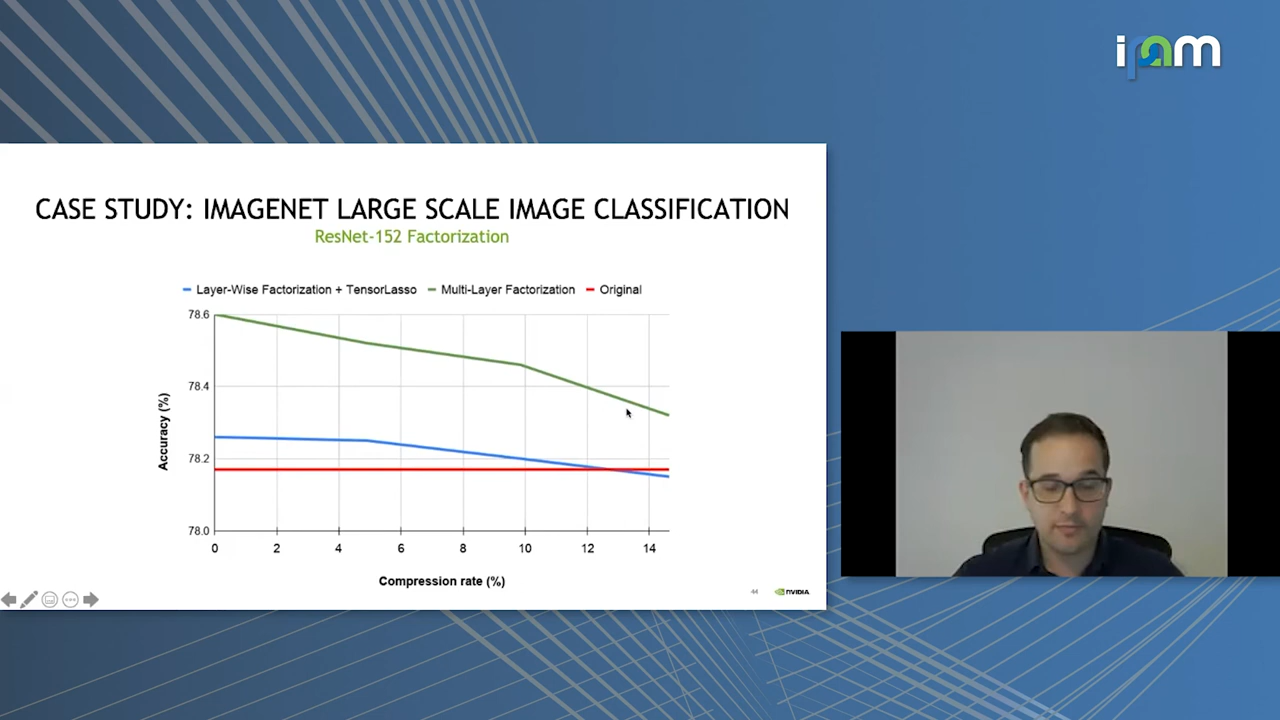 ipam
CASE STUDY: IMAGENET LARGE SCALE IMAGE CLASSIFICATION
ResNet-152 Factorization
Layer-Wise Factorization + TensorLasso Multi-Layer Factorization Original
78.6
78.4
78.2
78.0
Accuracy (%)
0 2 4 6 8 10 12 14
Compression rate (%)
44 NVIDIA